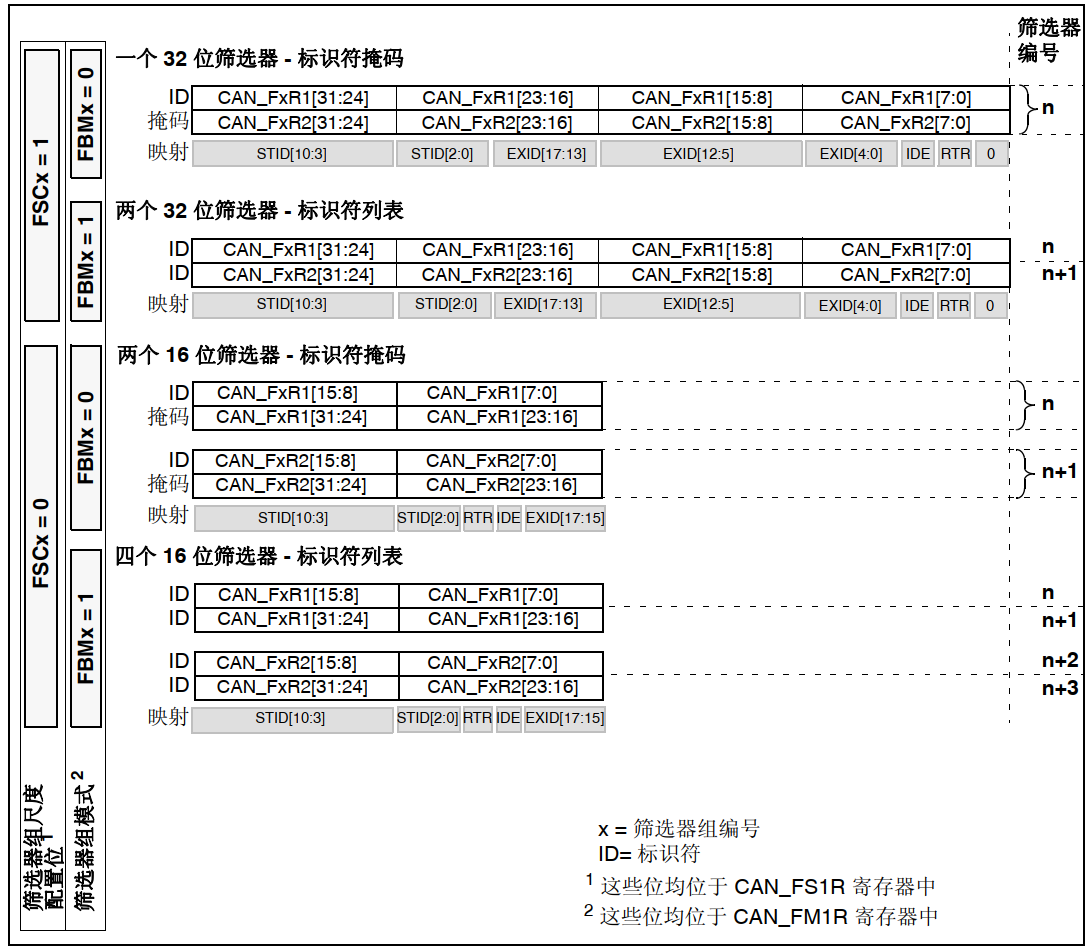 筛选器
编号
一个 32 位筛选器 - 标识符掩码
ID CAN_FxR1[31:24] CAN_FxR1[23:16] CAN_FxR1[15:8] CAN_FxR1[7:0] n
掩码 CAN_FxR2[31:24] CAN_FxR2[23:16] CAN_FxR2[15:8] CAN_FxR2[7:0]
映射 STID[10:3] STID[2:0] EXID[17:13] EXID[12:5] EXID[4:0] IDE RTR 0
FSCx = 1
FBMx = 0
两个 32 位筛选器 - 标识符列表
ID CAN_FxR1[31:24] CAN_FxR1[23:16] CAN_FxR1[15:8] CAN_FxR1[7:0] n
ID CAN_FxR2[31:24] CAN_FxR2[23:16] CAN_FxR2[15:8] CAN_FxR2[7:0] n+1
映射 STID[10:3] STID[2:0] EXID[17:13] EXID[12:5] EXID[4:0] IDE RTR 0
FBMx = 1
两个 16 位筛选器 - 标识符掩码
ID CAN_FxR1[15:8] CAN_FxR1[7:0] n
掩码 CAN_FxR1[31:24] CAN_FxR1[23:16]
ID CAN_FxR2[15:8] CAN_FxR2[7:0] n+1
掩码 CAN_FxR2[31:24] CAN_FxR2[23:16]
映射 STID[10:3] STID[2:0] RTR IDE EXID[17:15]
FSCx = 0
FBMx = 0
四个 16 位筛选器 - 标识符列表
ID CAN_FxR1[15:8] CAN_FxR1[7:0] n
ID CAN_FxR1[31:24] CAN_FxR1[23:16] n+1
ID CAN_FxR2[15:8] CAN_FxR2[7:0] n+2
ID CAN_FxR2[31:24] CAN_FxR2[23:16] n+3
映射 STID[10:3] STID[2:0] RTR IDE EXID[17:15]
FBMx = 1
筛选器组尺度
配置位1
筛选器组模式 2
x = 筛选器组编号
ID= 标识符
1 这些位均位于 CAN_FS1R 寄存器中
2 这些位均位于 CAN_FM1R 寄存器中